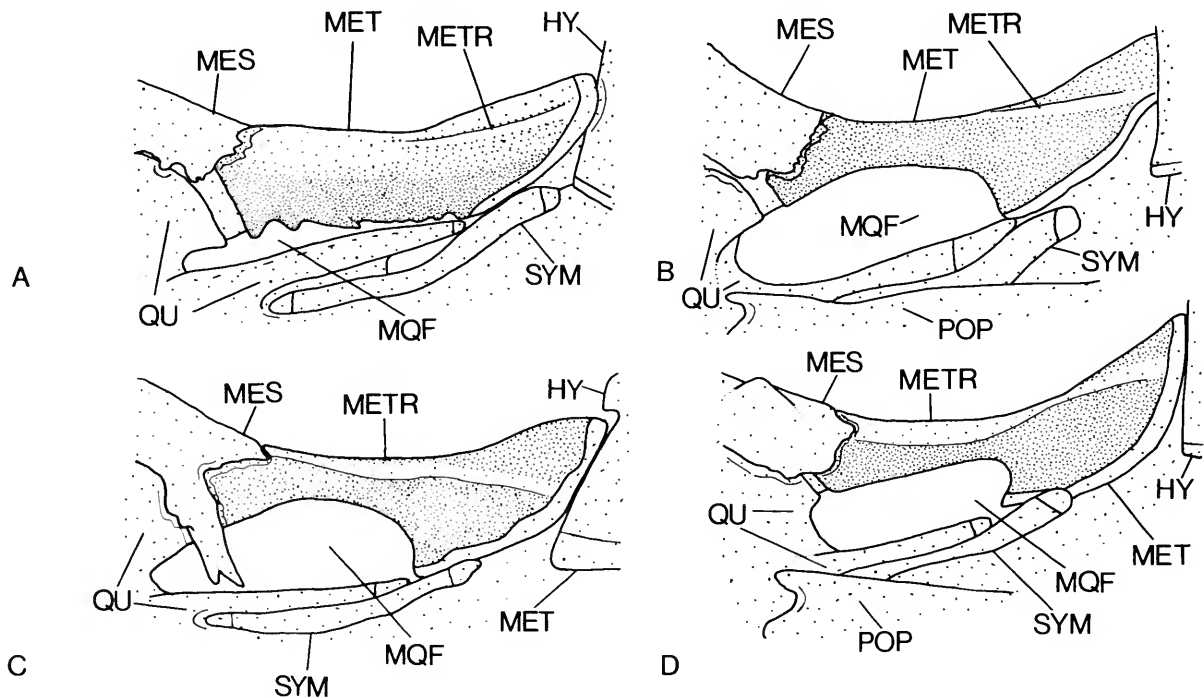 MES MET METR HY
QU MQF SYM
A
MES MET METR
QU MQF SYM HY
POP
B
MES METR HY
QU SYM MQF MET
C
MES METR
QU HY MET
MQF
SYM
POP
D